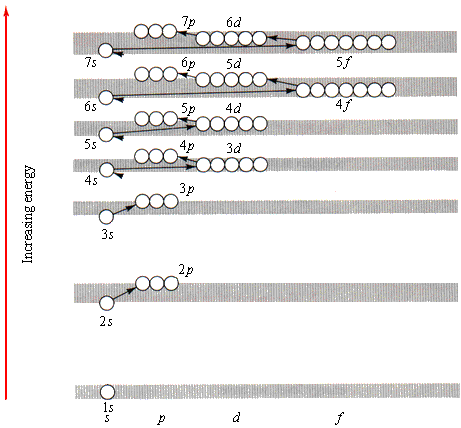 7p 6d
7s 5f
6p 5d
6s 4f
5p 4d
5s
4p 3d
4s
3p
3s
2p
2s
1s
s p d f
Increasing energy